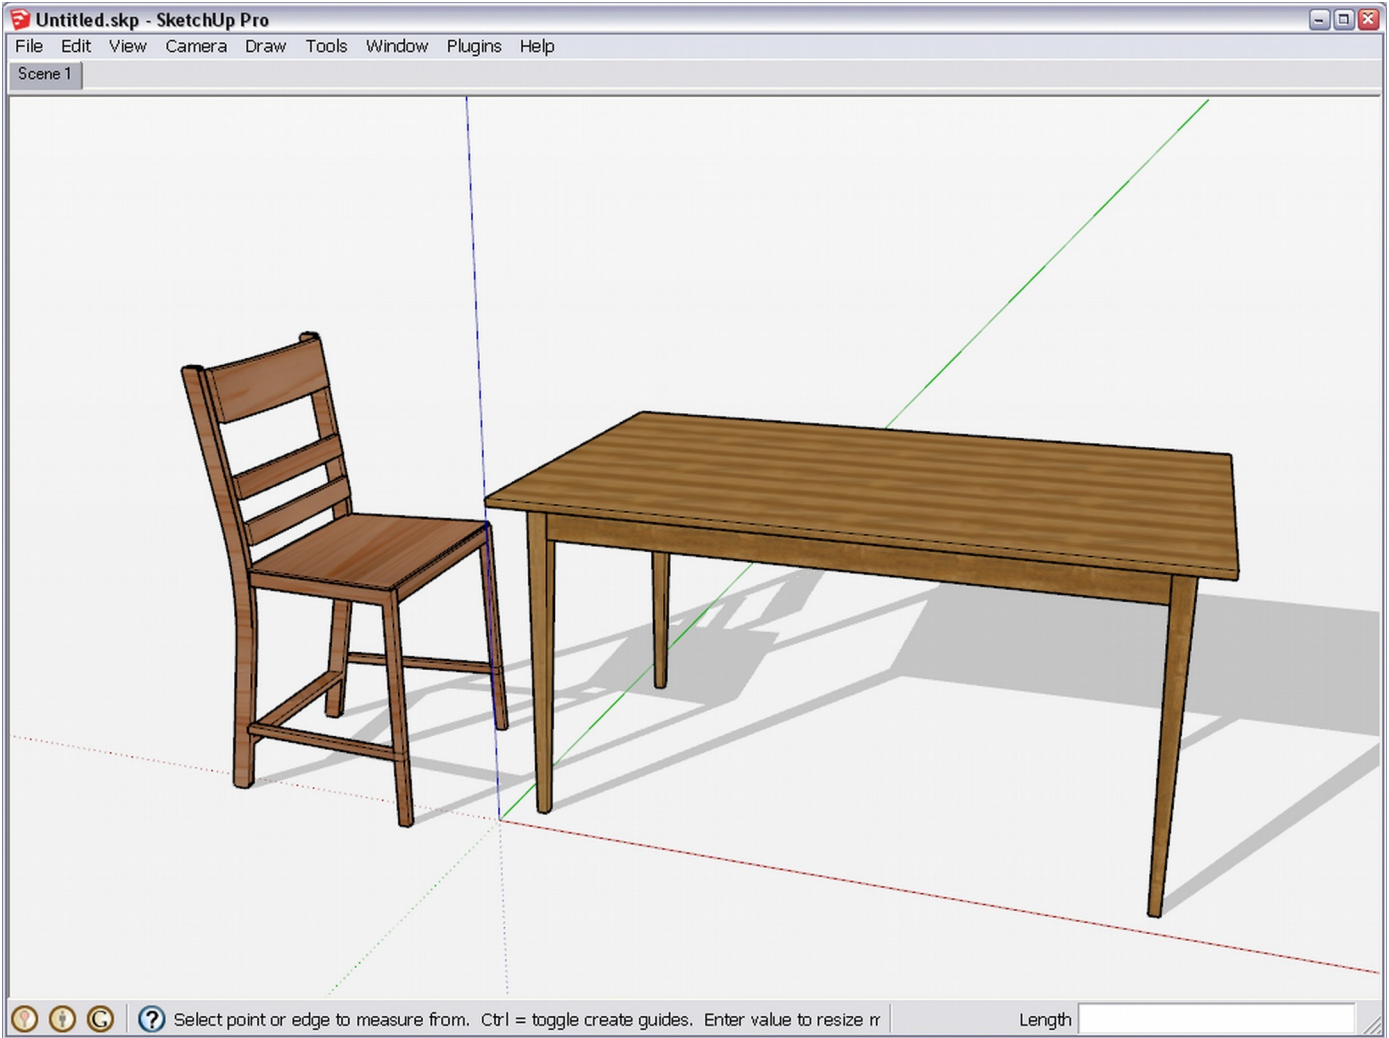 Untitled.skp - SketchUp Pro
File Edit View Camera Draw Tools Window Plugins Help
Scene 1
G ? Select point or edge to measure from. Ctrl = toggle create guides. Enter value to resize m Length